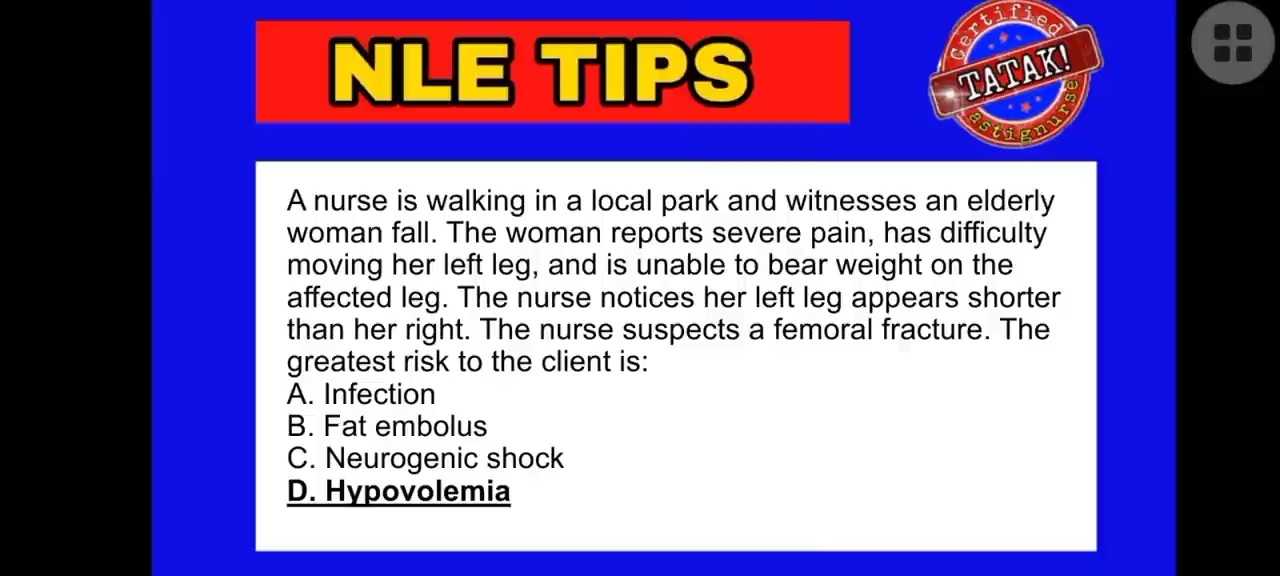 NLE TIPS
Certified
TATAK!
astignurse
A nurse is walking in a local park and witnesses an elderly
woman fall. The woman reports severe pain, has difficulty
moving her left leg, and is unable to bear weight on the
affected leg. The nurse notices her left leg appears shorter
than her right. The nurse suspects a femoral fracture. The
greatest risk to the client is:
A. Infection
B. Fat embolus
C. Neurogenic shock
D. Hypovolemia